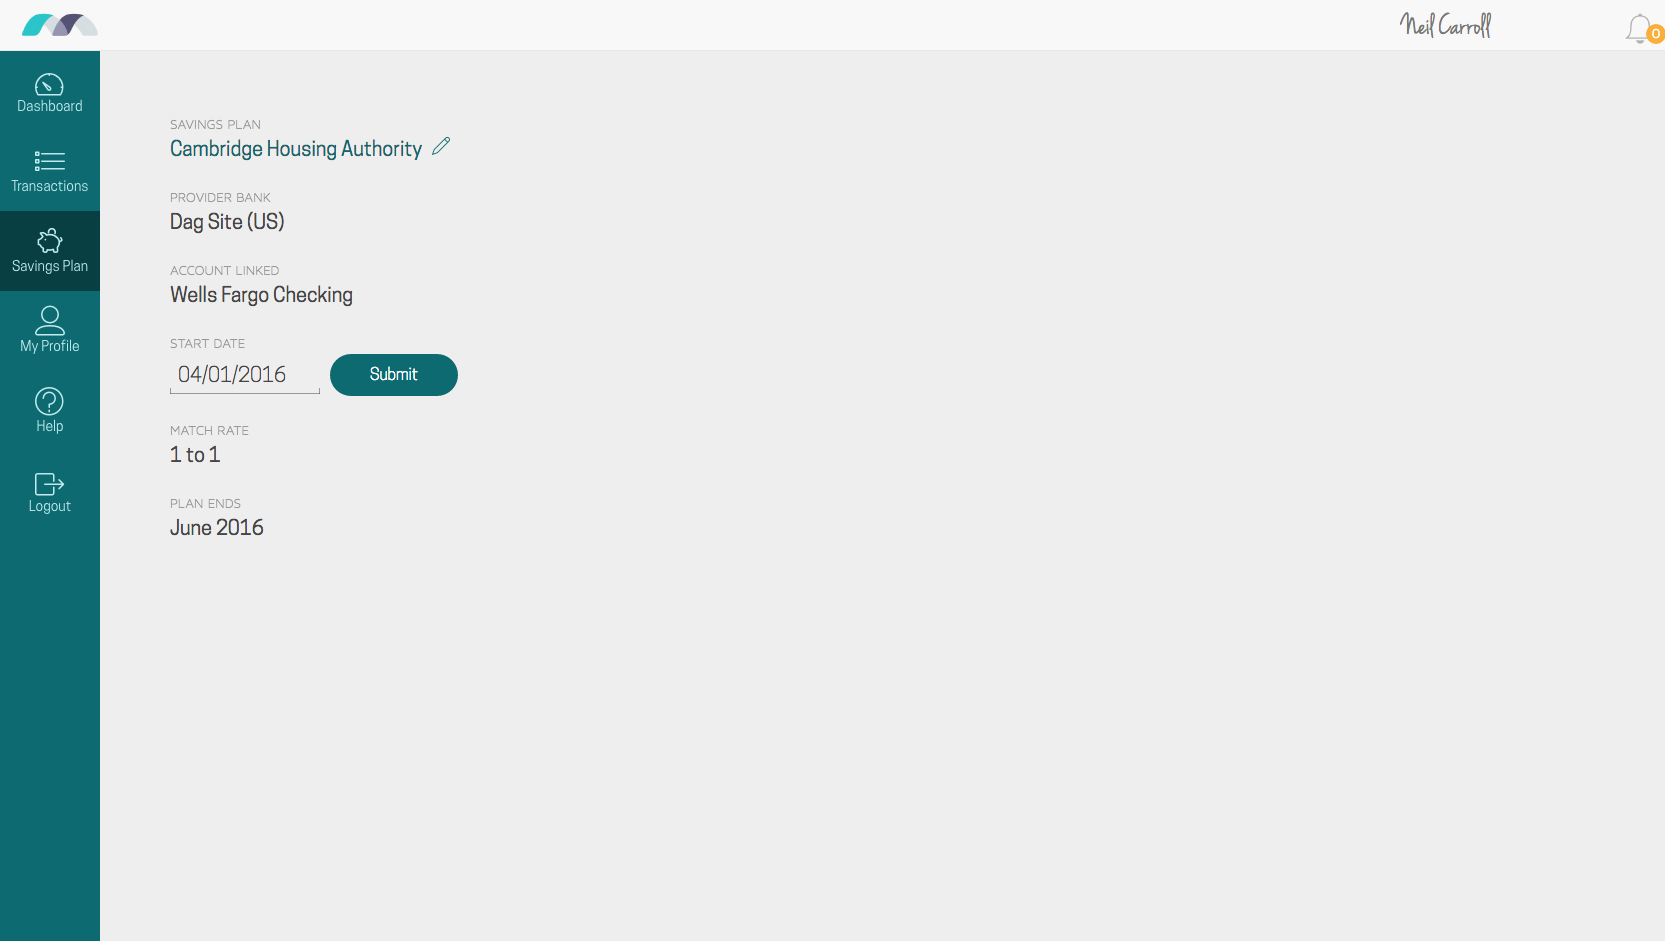 Neil Carroll
0
Dashboard
Transactions
Savings Plan
My Profile
Help
Logout
SAVINGS PLAN
Cambridge Housing Authority
PROVIDER BANK
Dag Site (US)
ACCOUNT LINKED
Wells Fargo Checking
START DATE
04/01/2016
Submit
MATCH RATE
1 to 1
PLAN ENDS
June 2016